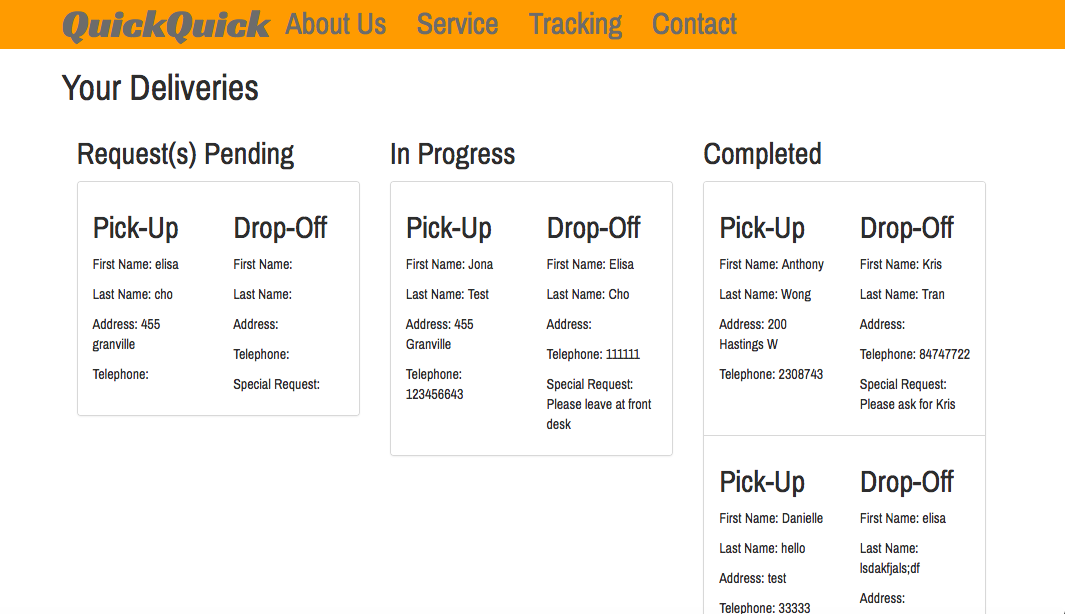 QuickQuick About Us Service Tracking Contact
Your Deliveries
Request(s) Pending
Pick-Up
First Name: elisa
Last Name: cho
Address: 455
granville
Telephone:
Drop-Off
First Name:
Last Name:
Address:
Telephone:
Special Request:
In Progress
Pick-Up
First Name: Jona
Last Name: Test
Address: 455
Granville
Telephone:
123456643
Drop-Off
First Name: Elisa
Last Name: Cho
Address:
Telephone: 111111
Special Request:
Please leave at front
desk
Completed
Pick-Up
First Name: Anthony
Last Name: Wong
Address: 200
Hastings W
Telephone: 2308743
Drop-Off
First Name: Kris
Last Name: Tran
Address:
Telephone: 84747722
Special Request:
Please ask for Kris
Pick-Up
First Name: Danielle
Last Name: hello
Address: test
Telephone: 33333
Drop-Off
First Name: elisa
Last Name:
lsdakfjals;df
Address: